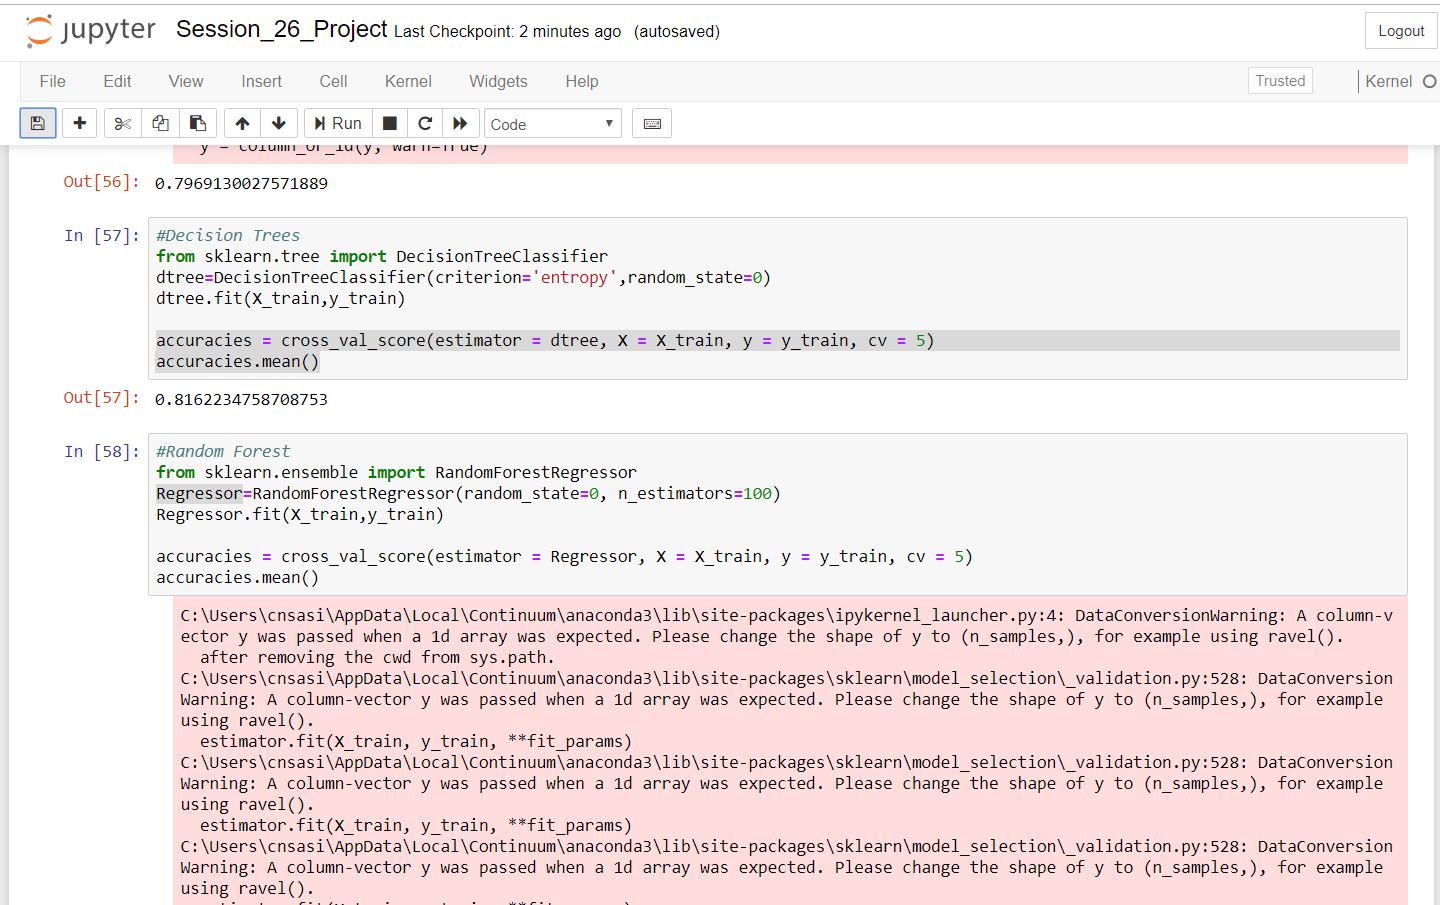 jupyter Session_26_Project Last Checkpoint: 2 minutes ago (autosaved) Logout
File Edit View Insert Cell Kernel Widgets Help Trusted Kernel
Run Code
y = column_or_1d(y, warn=True)
Out[56]: 0.7969130027571889
In [57]: #Decision Trees
from sklearn.tree import DecisionTreeClassifier
dtree=DecisionTreeClassifier(criterion='entropy',random_state=0)
dtree.fit(X_train,y_train)
accuracies = cross_val_score(estimator = dtree, X = X_train, y = y_train, cv = 5)
accuracies.mean()
Out[57]: 0.8162234758708753
In [58]: #Random Forest
from sklearn.ensemble import RandomForestRegressor
Regressor=RandomForestRegressor(random_state=0, n_estimators=100)
Regressor.fit(X_train,y_train)
accuracies = cross_val_score(estimator = Regressor, X = X_train, y = y_train, cv = 5)
accuracies.mean()
C:\Users\cnsasi\AppData\Local\Continuum\anaconda3\lib\site-packages\ipykernel_launcher.py:4: DataConversionWarning: A column-v
ector y was passed when a 1d array was expected. Please change the shape of y to (n_samples,), for example using ravel().
after removing the cwd from sys.path.
C:\Users\cnsasi\AppData\Local\Continuum\anaconda3\lib\site-packages\sklearn\model_selection\_validation.py:528: DataConversion
Warning: A column-vector y was passed when a 1d array was expected. Please change the shape of y to (n_samples,), for example
using ravel().
estimator.fit(X_train, y_train, **fit_params)
C:\Users\cnsasi\AppData\Local\Continuum\anaconda3\lib\site-packages\sklearn\model_selection\_validation.py:528: DataConversion
Warning: A column-vector y was passed when a 1d array was expected. Please change the shape of y to (n_samples,), for example
using ravel().
estimator.fit(X_train, y_train, **fit_params)
C:\Users\cnsasi\AppData\Local\Continuum\anaconda3\lib\site-packages\sklearn\model_selection\_validation.py:528: DataConversion
Warning: A column-vector y was passed when a 1d array was expected. Please change the shape of y to (n_samples,), for example
using ravel().